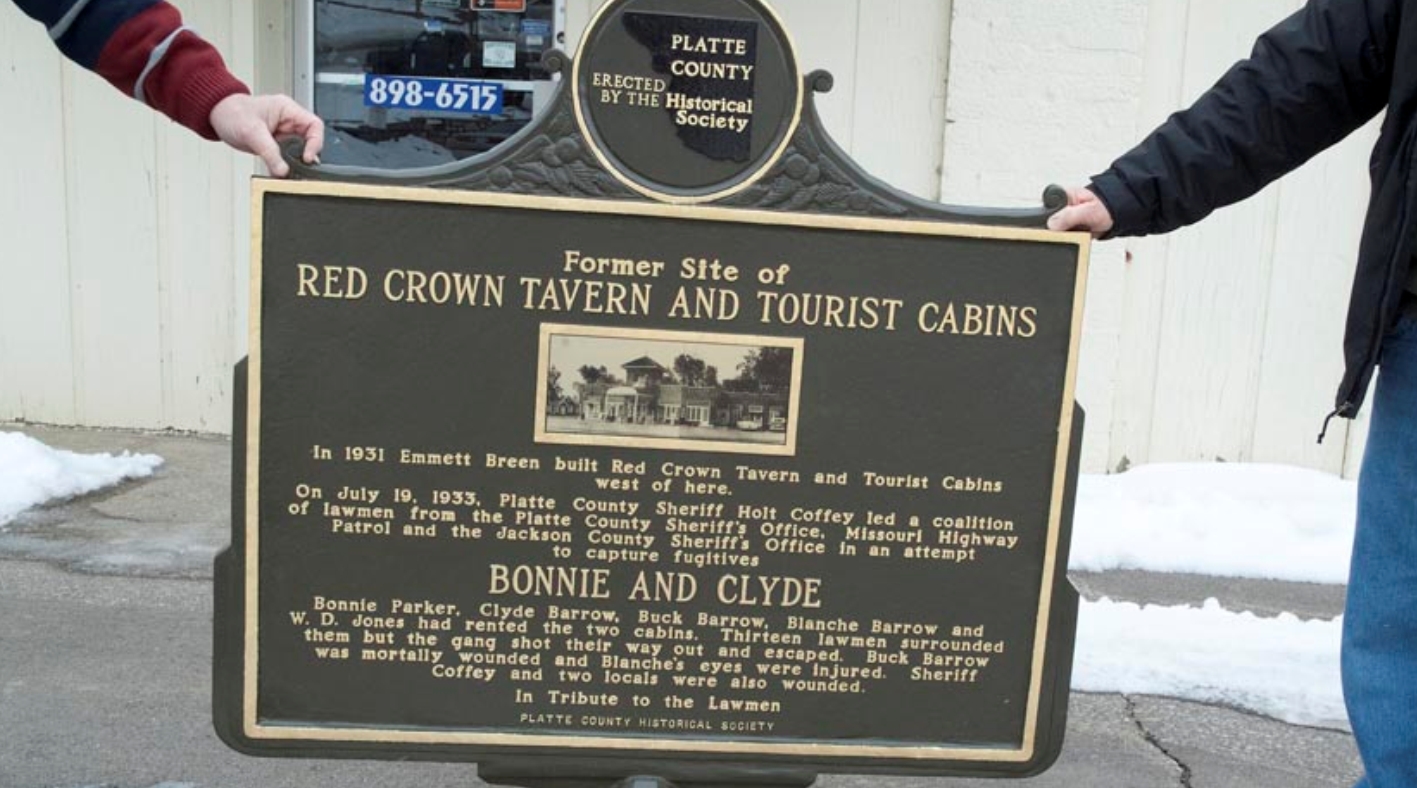 898-6515
PLATTE
COUNTY
ERECTED
BY THE Historical
Society
Former Site of
RED CROWN TAVERN AND TOURIST CABINS
In 1931 Emmett Breen built Red Crown Tavern and Tourist Cabins
west of here.
On July 19, 1933, Platte County Sheriff Holt Coffey led a coalition
of lawmen from the Platte County Sheriff's Office, Missouri Highway
Patrol and the Jackson County Sheriff's Office in an attempt
to capture fugitives
BONNIE AND CLYDE
Bonnie Parker, Clyde Barrow, Buck Barrow, Blanche Barrow and
W. D. Jones had rented the two cabins. Thirteen lawmen surrounded
them but the gang shot their way out and escaped. Buck Barrow
was mortally wounded and Blanche's eyes were injured. Sheriff
Coffey and two locals were also wounded.
In Tribute to the Lawmen
PLATTE COUNTY HISTORICAL SOCIETY